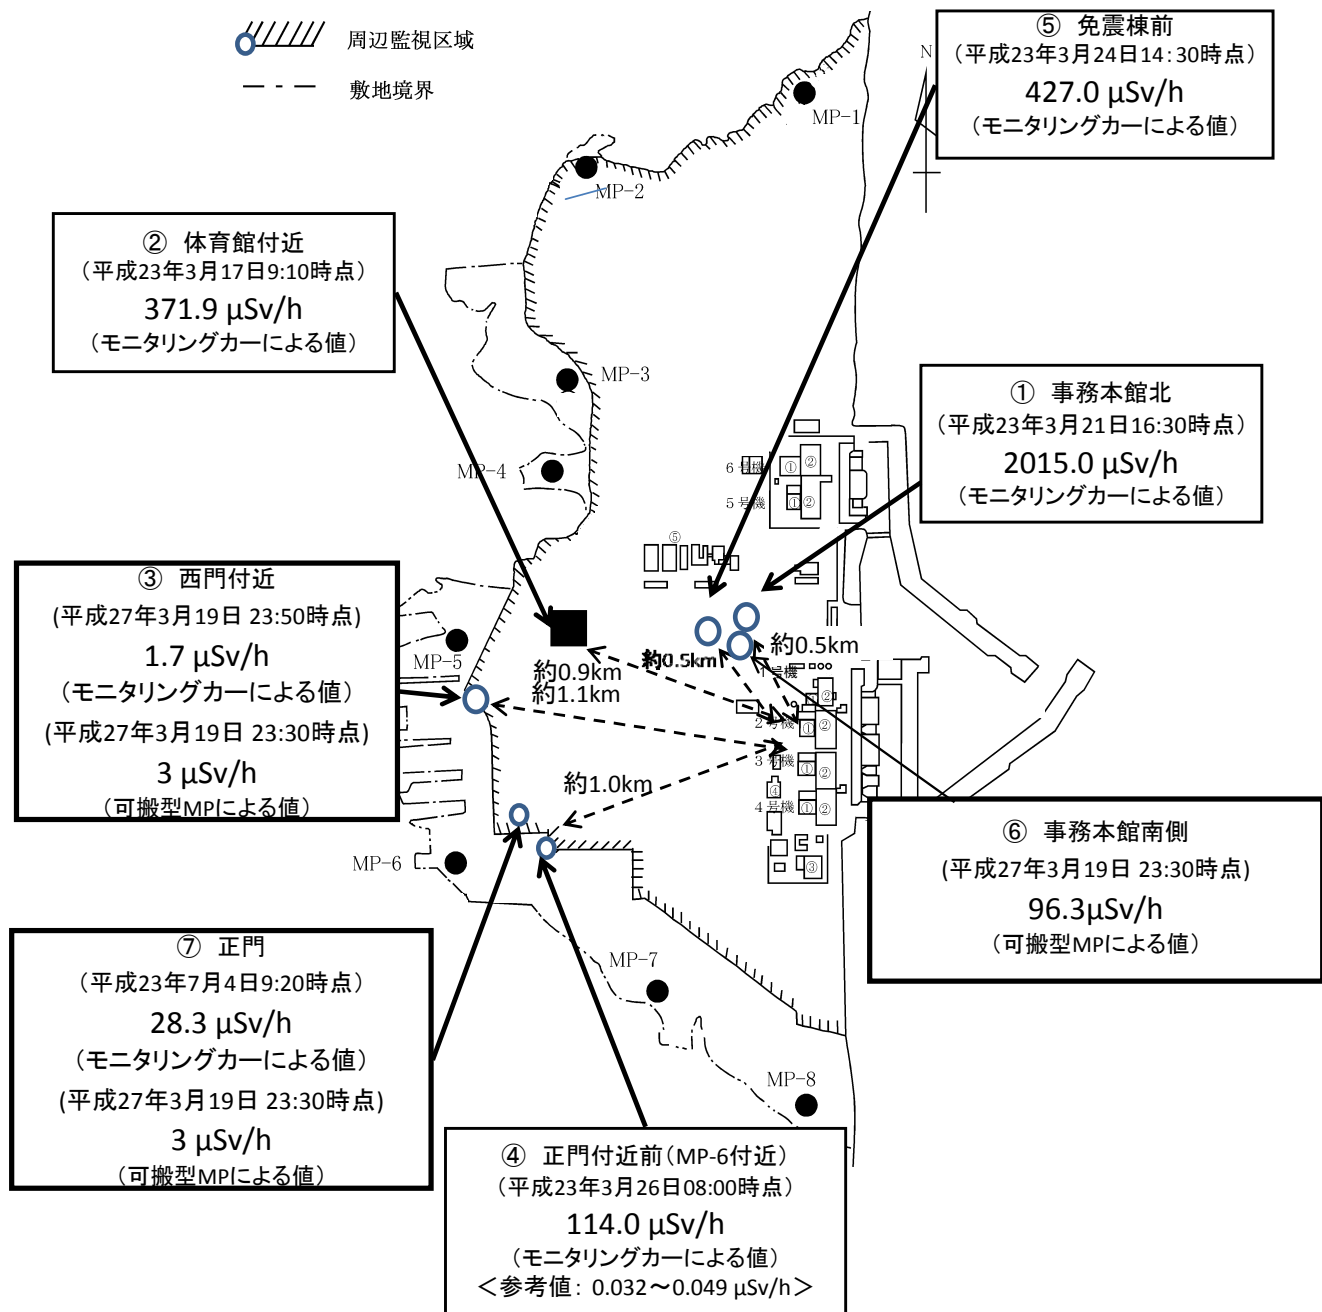 周辺監視区域
敷地境界
⑤ 免震棟前
（平成23年3月24日14：30時点）
427.0 μSv/h
（モニタリングカーによる値）
N
MP-1
MP-2
② 体育館付近
（平成23年3月17日9:10時点）
371.9 μSv/h
（モニタリングカーによる値）
MP-3
① 事務本館北
（平成23年3月21日16:30時点）
2015.0 μSv/h
（モニタリングカーによる値）
MP-4
6号機
①
②
5号機
①
②
⑤
③ 西門付近
(平成27年3月19日 23:50時点)
1.7 μSv/h
（モニタリングカーによる値）
(平成27年3月19日 23:30時点)
3 μSv/h
（可搬型MPによる値）
MP-5
約0.9km
約1.1km
約0.5km
約0.5km
1号機
②
2号機
①
②
3号機
①
②
約1.0km
④
4号機
①
②
③
MP-6
⑥ 事務本館南側
(平成27年3月19日 23:30時点)
96.3μSv/h
（可搬型MPによる値）
⑦ 正門
（平成23年7月4日9:20時点）
28.3 μSv/h
（モニタリングカーによる値）
(平成27年3月19日 23:30時点)
3 μSv/h
（可搬型MPによる値）
MP-7
MP-8
④ 正門付近前（MP-6付近）
（平成23年3月26日08:00時点）
114.0 μSv/h
（モニタリングカーによる値）
＜参考値： 0.032～0.049 μSv/h＞